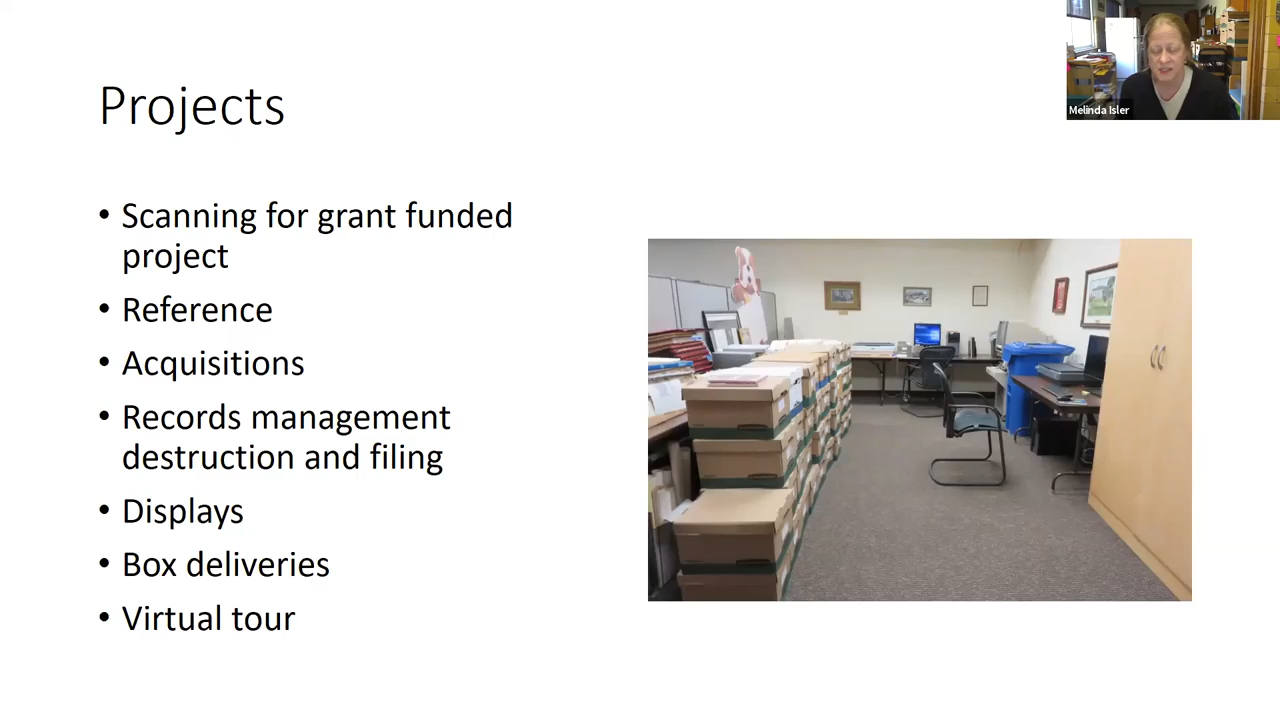 Melinda Isler
Projects
• Scanning for grant funded
project
• Reference
• Acquisitions
• Records management
destruction and filing
• Displays
• Box deliveries
• Virtual tour